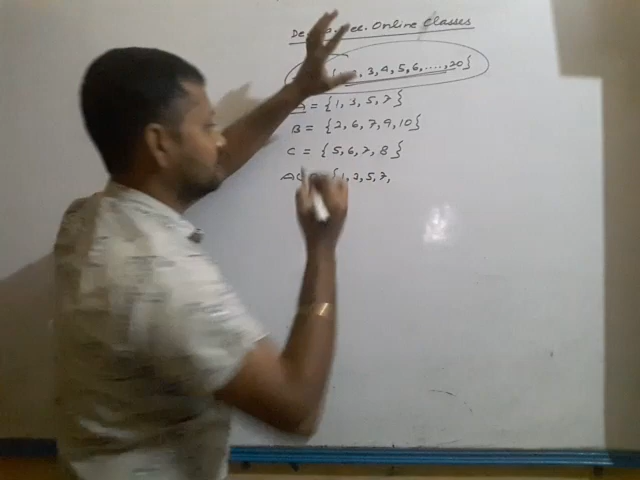 Online Classes
3, 4, 5, 6, ...., 20}
A = {1, 3, 5, 7}
B = {2, 6, 7, 9, 10}
C = {5, 6, 7, 8}
{1, 3, 5, 7,